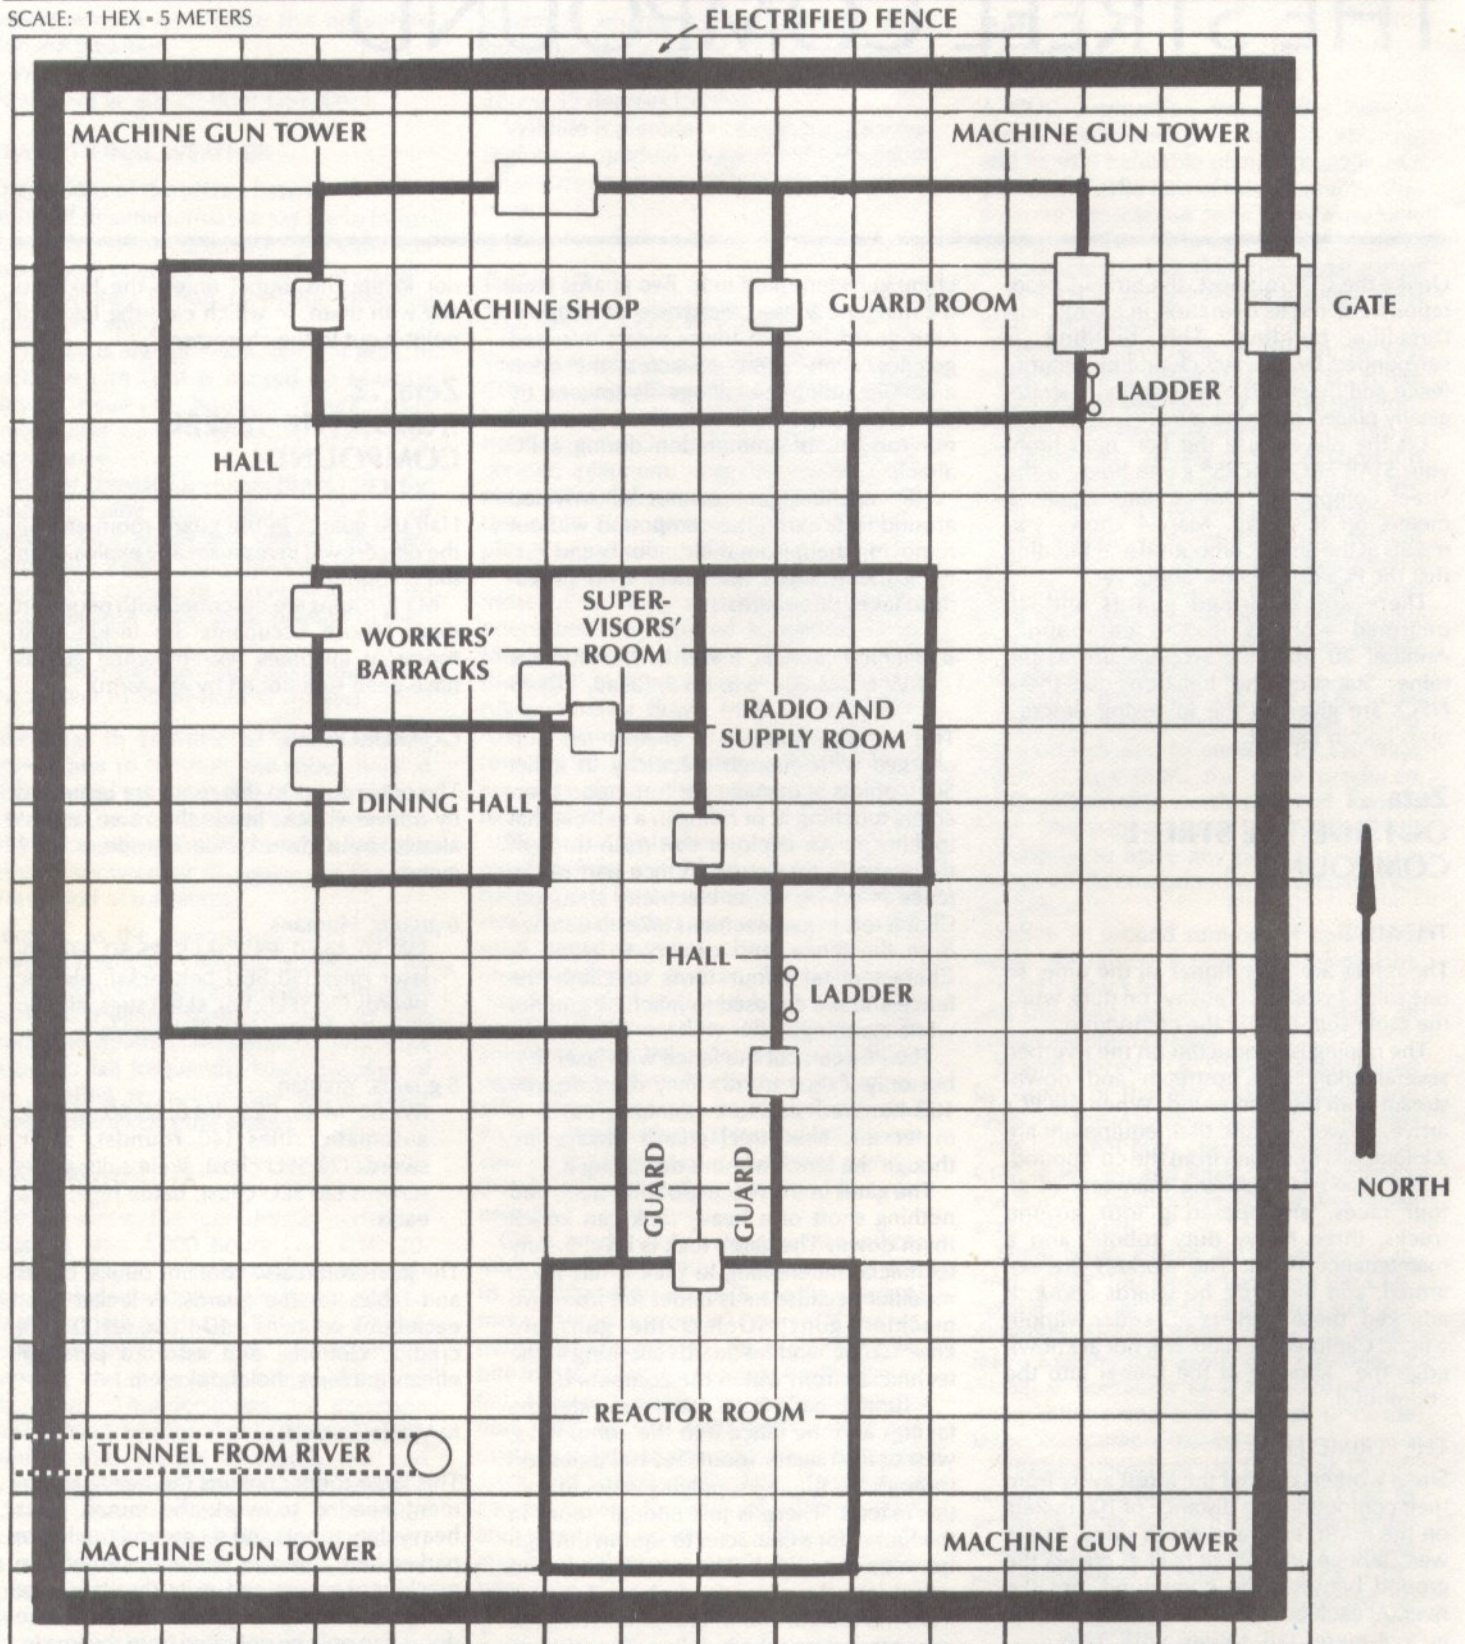 SCALE: 1 HEX = 5 METERS
ELECTRIFIED FENCE
MACHINE GUN TOWER
MACHINE GUN TOWER
MACHINE SHOP
GUARD ROOM
GATE
LADDER
HALL
SUPER-
VISORS'
ROOM
WORKERS'
BARRACKS
RADIO AND
SUPPLY ROOM
DINING HALL
HALL
LADDER
GUARD
GUARD
NORTH
REACTOR ROOM
TUNNEL FROM RIVER
MACHINE GUN TOWER
MACHINE GUN TOWER